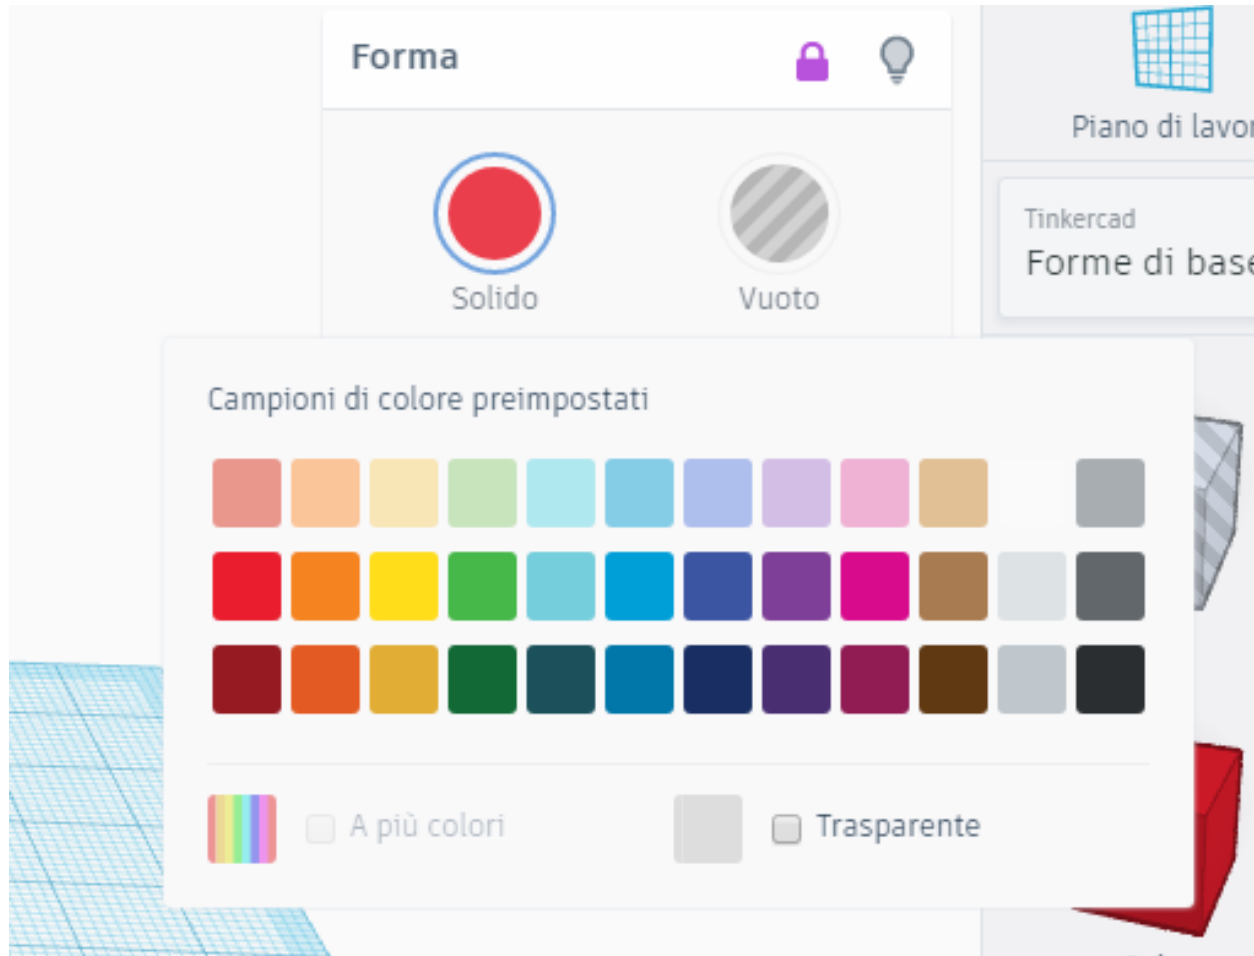 Forma
Piano di lavor
Tinkercad
Forme di base
Solido
Vuoto
Campioni di colore preimpostati
A più colori
Trasparente